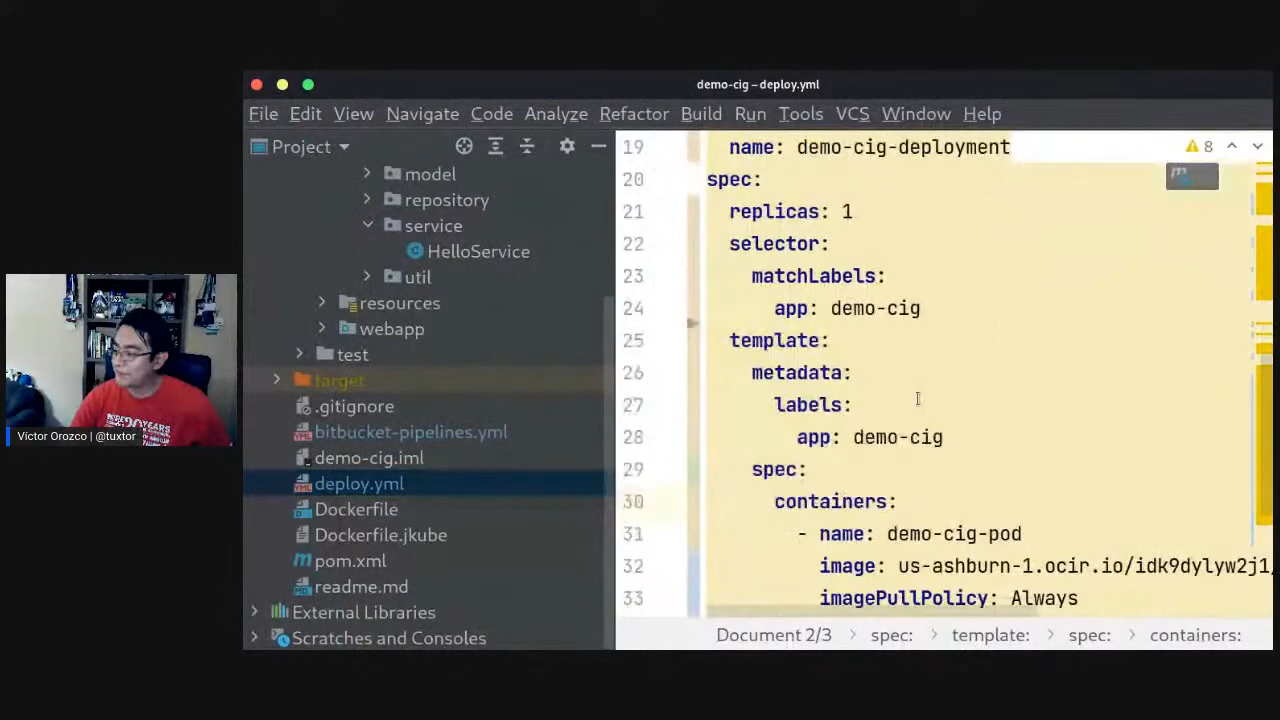 demo-cig – deploy.yml
File Edit View Navigate Code Analyze Refactor Build Run Tools VCS Window Help
Project
model
repository
service
HelloService
util
resources
webapp
test
target
.gitignore
bitbucket-pipelines.yml
demo-cig.iml
deploy.yml
Dockerfile
Dockerfile.jkube
pom.xml
readme.md
External Libraries
Scratches and Consoles
8
19 name: demo-cig-deployment
20 spec:
21 replicas: 1
22 selector:
23 matchLabels:
24 app: demo-cig
25 template:
26 metadata:
27 labels:
28 app: demo-cig
29 spec:
30 containers:
31 - name: demo-cig-pod
32 image: us-ashburn-1.ocir.io/idk9dylyw2j1/
33 imagePullPolicy: Always
Document 2/3 > spec: > template: > spec: > containers:
Víctor Orozco | @tuxtor